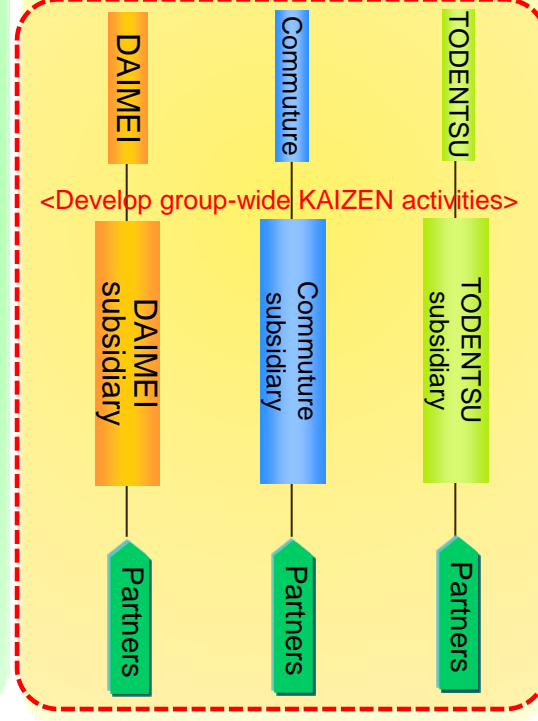 DAIMEI
Commuture
TODENTSU
<Develop group-wide KAIZEN activities>
DAIMEI
subsidiary
Commuture
subsidiary
TODENTSU
subsidiary
Partners
Partners
Partners